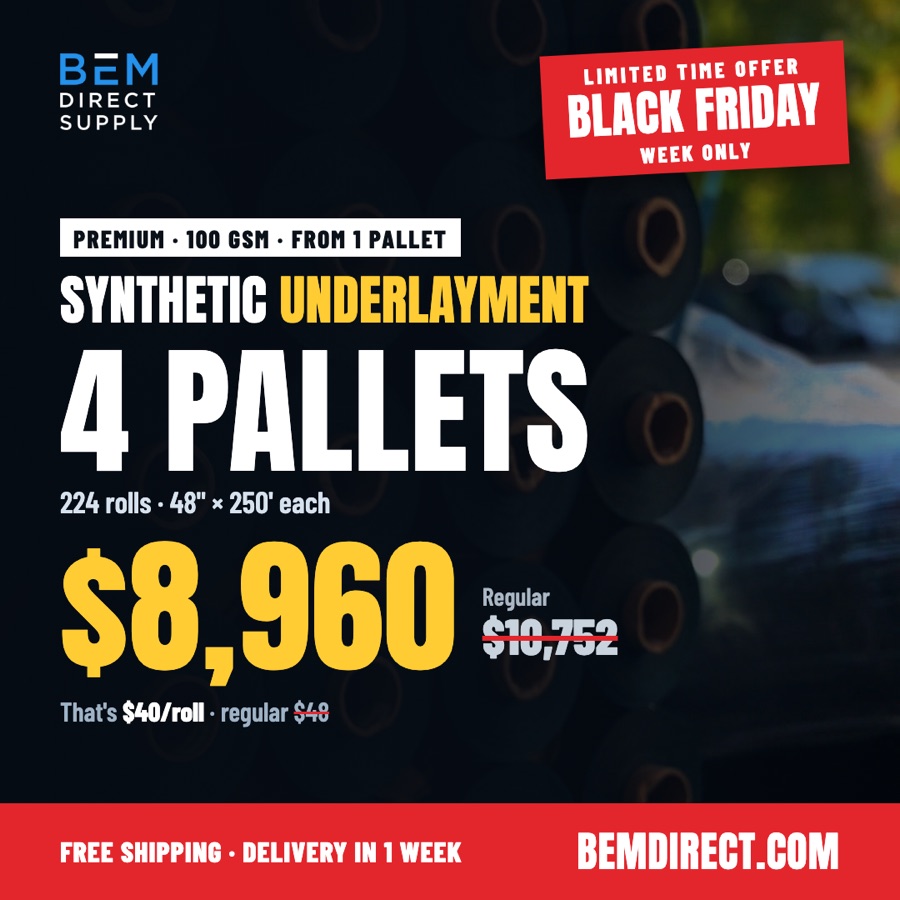 BEM
DIRECT
SUPPLY
LIMITED TIME OFFER
BLACK FRIDAY
WEEK ONLY
PREMIUM · 100 GSM · FROM 1 PALLET
SYNTHETIC UNDERLAYMENT
4 PALLETS
224 rolls · 48" × 250' each
$8,960
Regular
$10,752
That's $40/roll · regular $48
FREE SHIPPING · DELIVERY IN 1 WEEK
BEMDIRECT.COM